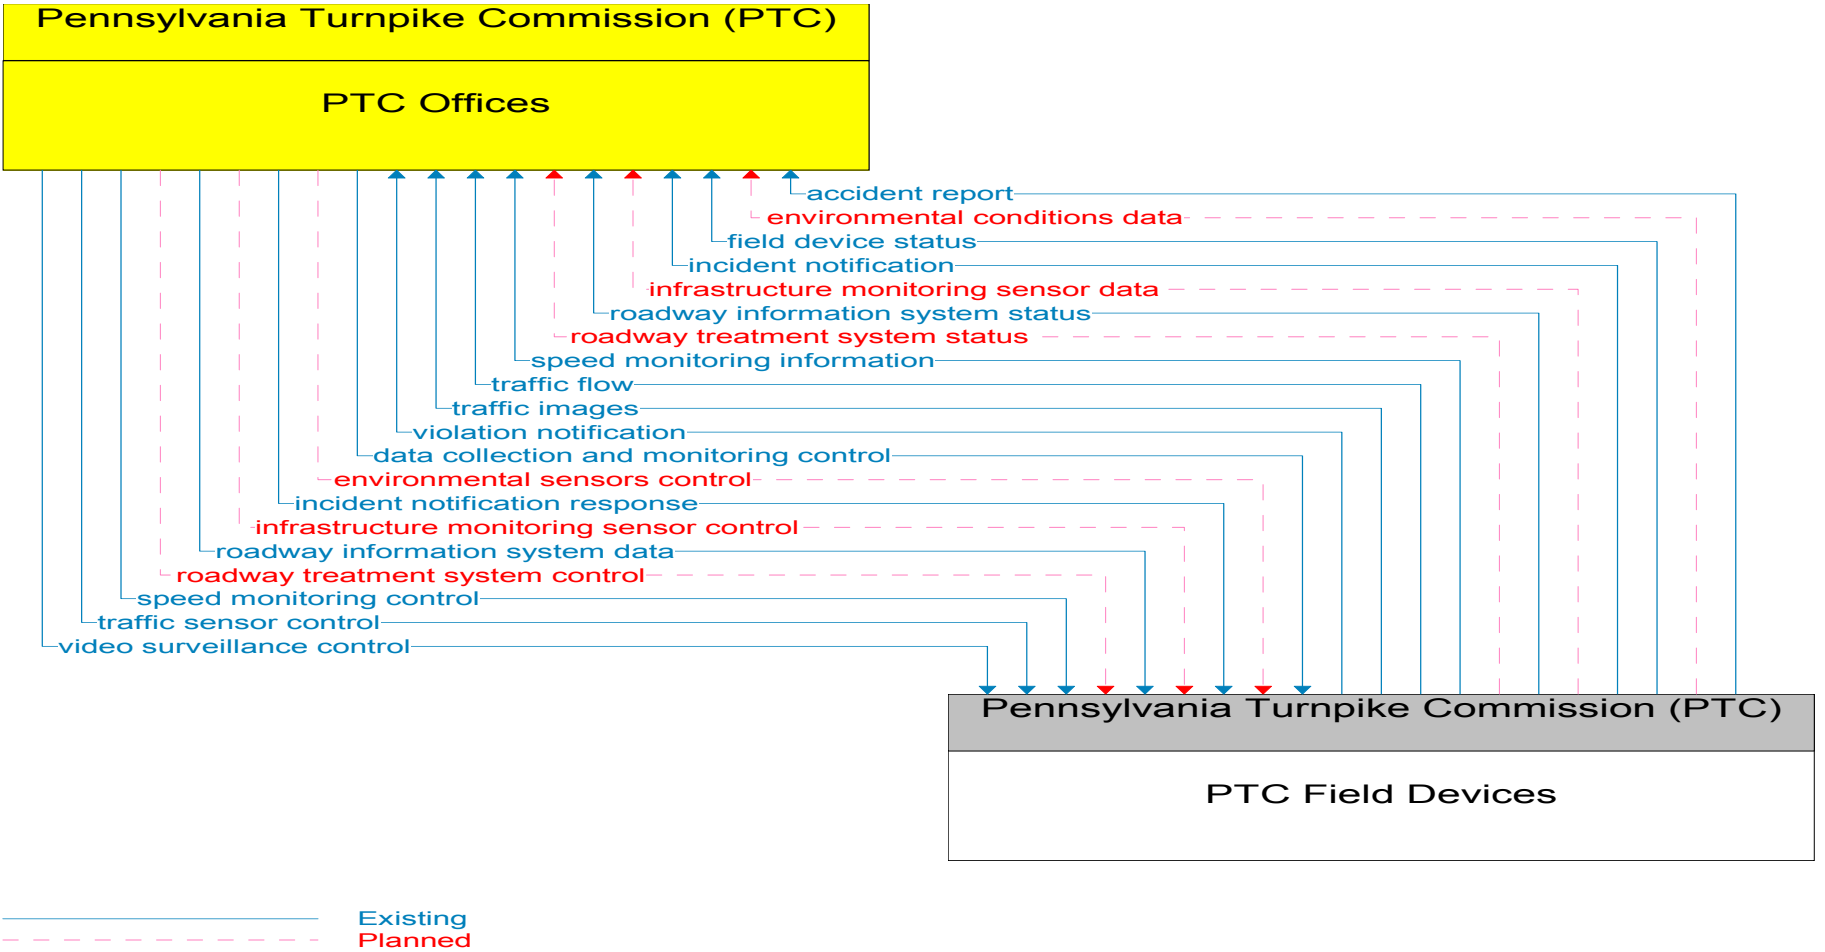 Pennsylvania Turnpike Commission (PTC)
PTC Offices
accident report
environmental conditions data
field device status
incident notification
infrastructure monitoring sensor data
roadway information system status
roadway treatment system status
speed monitoring information
traffic flow
traffic images
violation notification
data collection and monitoring control
environmental sensors control
incident notification response
infrastructure monitoring sensor control
roadway information system data
roadway treatment system control
speed monitoring control
traffic sensor control
video surveillance control
Pennsylvania Turnpike Commission (PTC)
PTC Field Devices
Existing
Planned